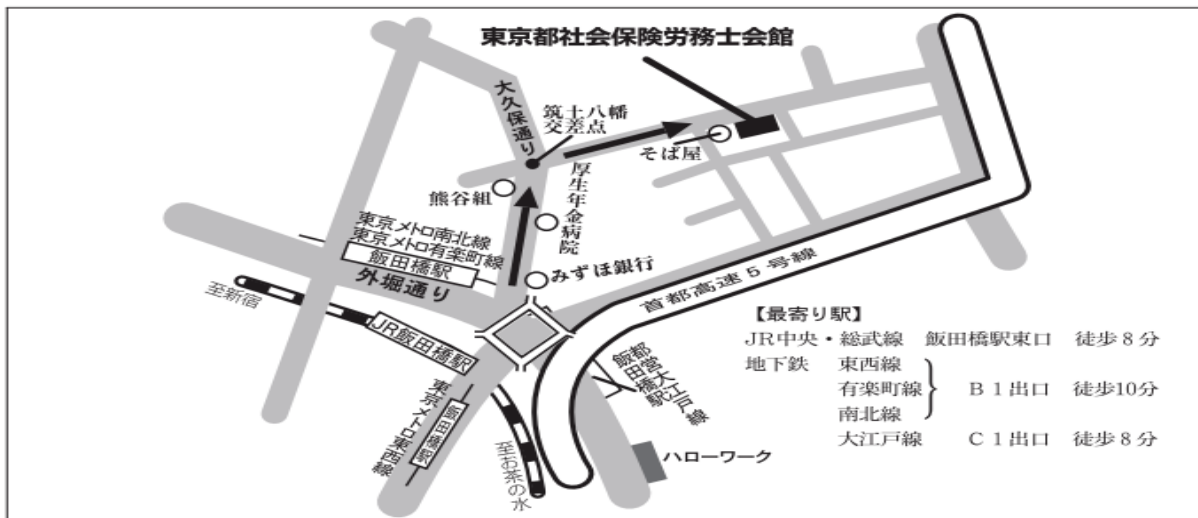 東京都社会保険労務士会館
大久保通り
筑土八幡
交差点
そば屋
熊谷組
厚生年金病院
東京メトロ南北線
東京メトロ有楽町線
飯田橋駅
みずほ銀行
外堀通り
至新宿
JR飯田橋駅
首都高速5号線
都営大江戸線
飯田橋駅
東京メトロ東西線
飯田橋駅
至お茶の水
ハローワーク
【最寄り駅】
JR中央・総武線 飯田橋駅東口 徒歩8分
地下鉄 東西線
有楽町線 B1出口 徒歩10分
南北線
大江戸線 C1出口 徒歩8分